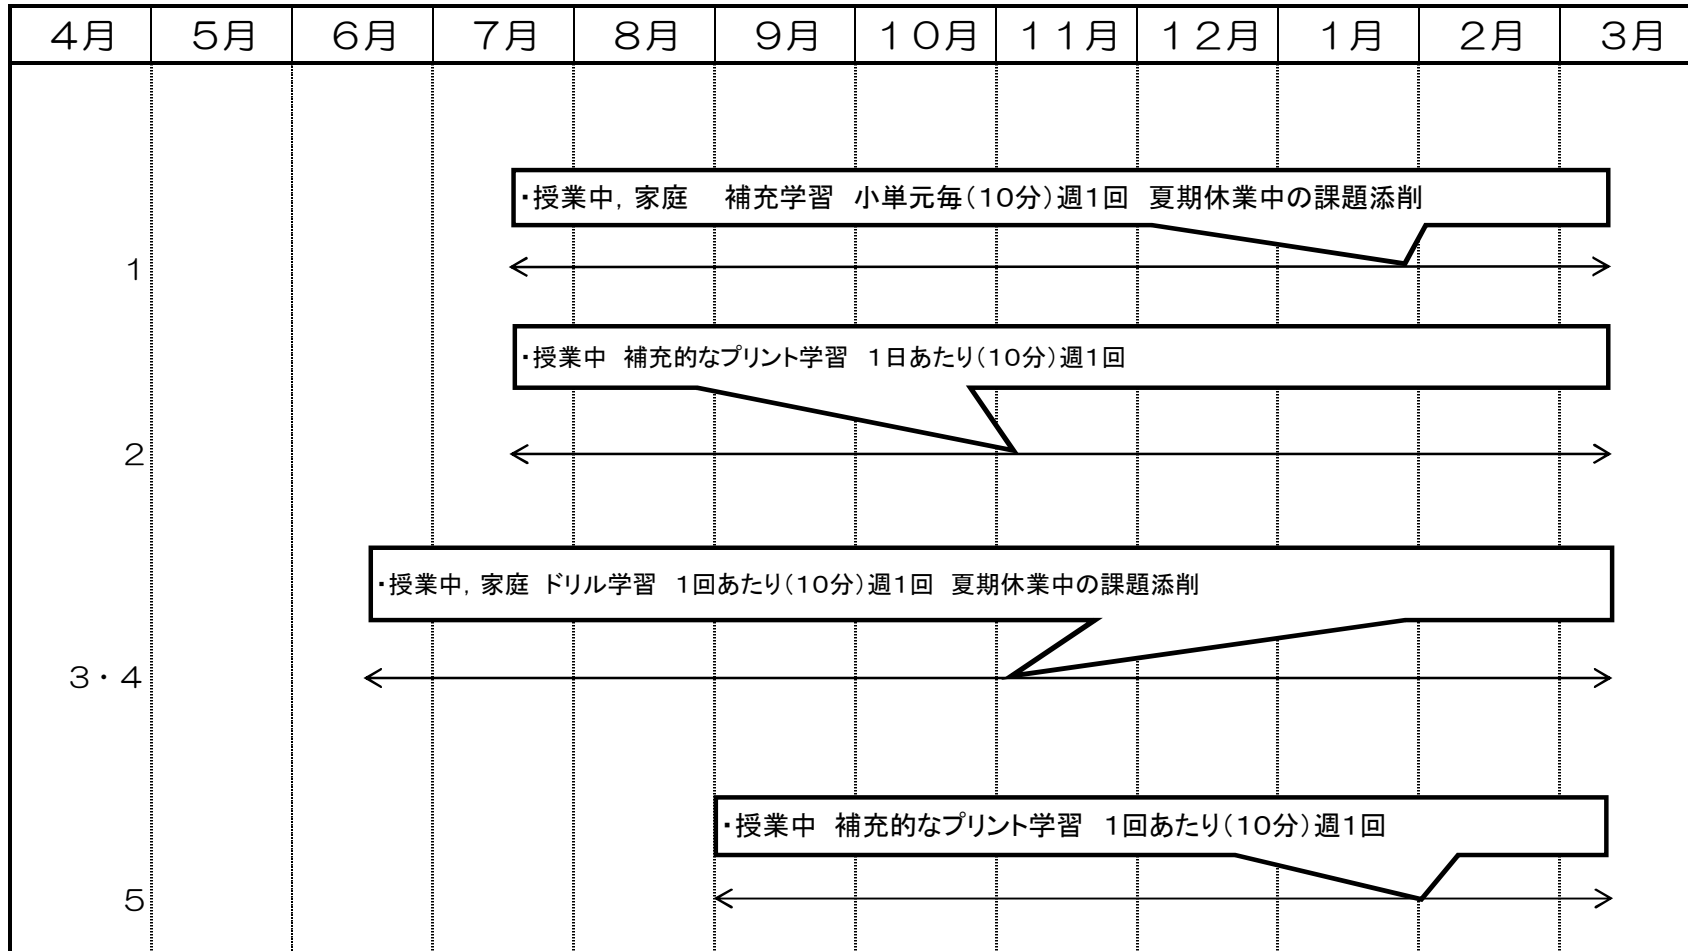 ４月 ５月 ６月 ７月 ８月 ９月 １０月 １１月 １２月 １月 ２月 ３月
・授業中，家庭　補充学習　小単元毎（１０分）週１回　夏期休業中の課題添削
１
・授業中　補充的なプリント学習　１日あたり（１０分）週１回
２
・授業中，家庭　ドリル学習　１回あたり（１０分）週１回　夏期休業中の課題添削
３・４
・授業中　補充的なプリント学習　１回あたり（１０分）週１回
５